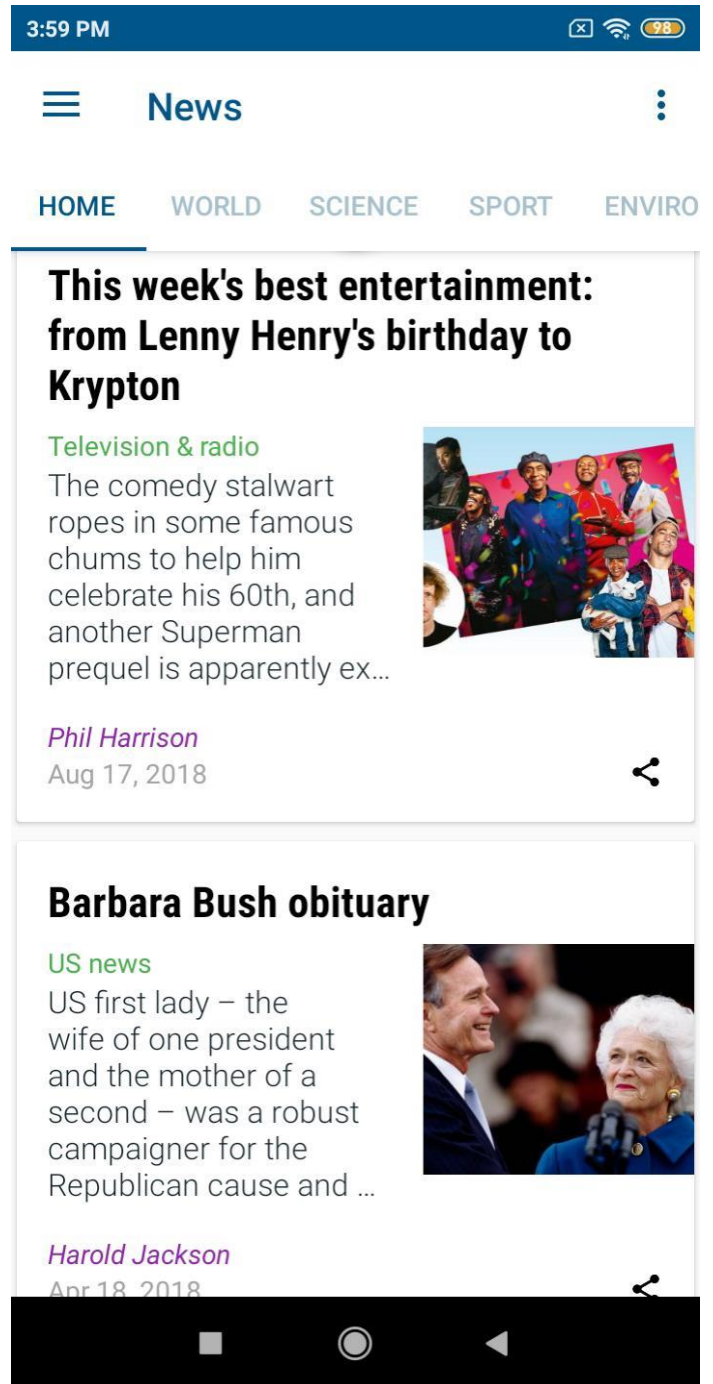 3:59 PM
98
News
HOME WORLD SCIENCE SPORT ENVIRO
This week's best entertainment:
from Lenny Henry's birthday to
Krypton
Television & radio
The comedy stalwart
ropes in some famous
chums to help him
celebrate his 60th, and
another Superman
prequel is apparently ex...
Phil Harrison
Aug 17, 2018
Barbara Bush obituary
US news
US first lady – the
wife of one president
and the mother of a
second – was a robust
campaigner for the
Republican cause and ...
Harold Jackson
Apr 18, 2018